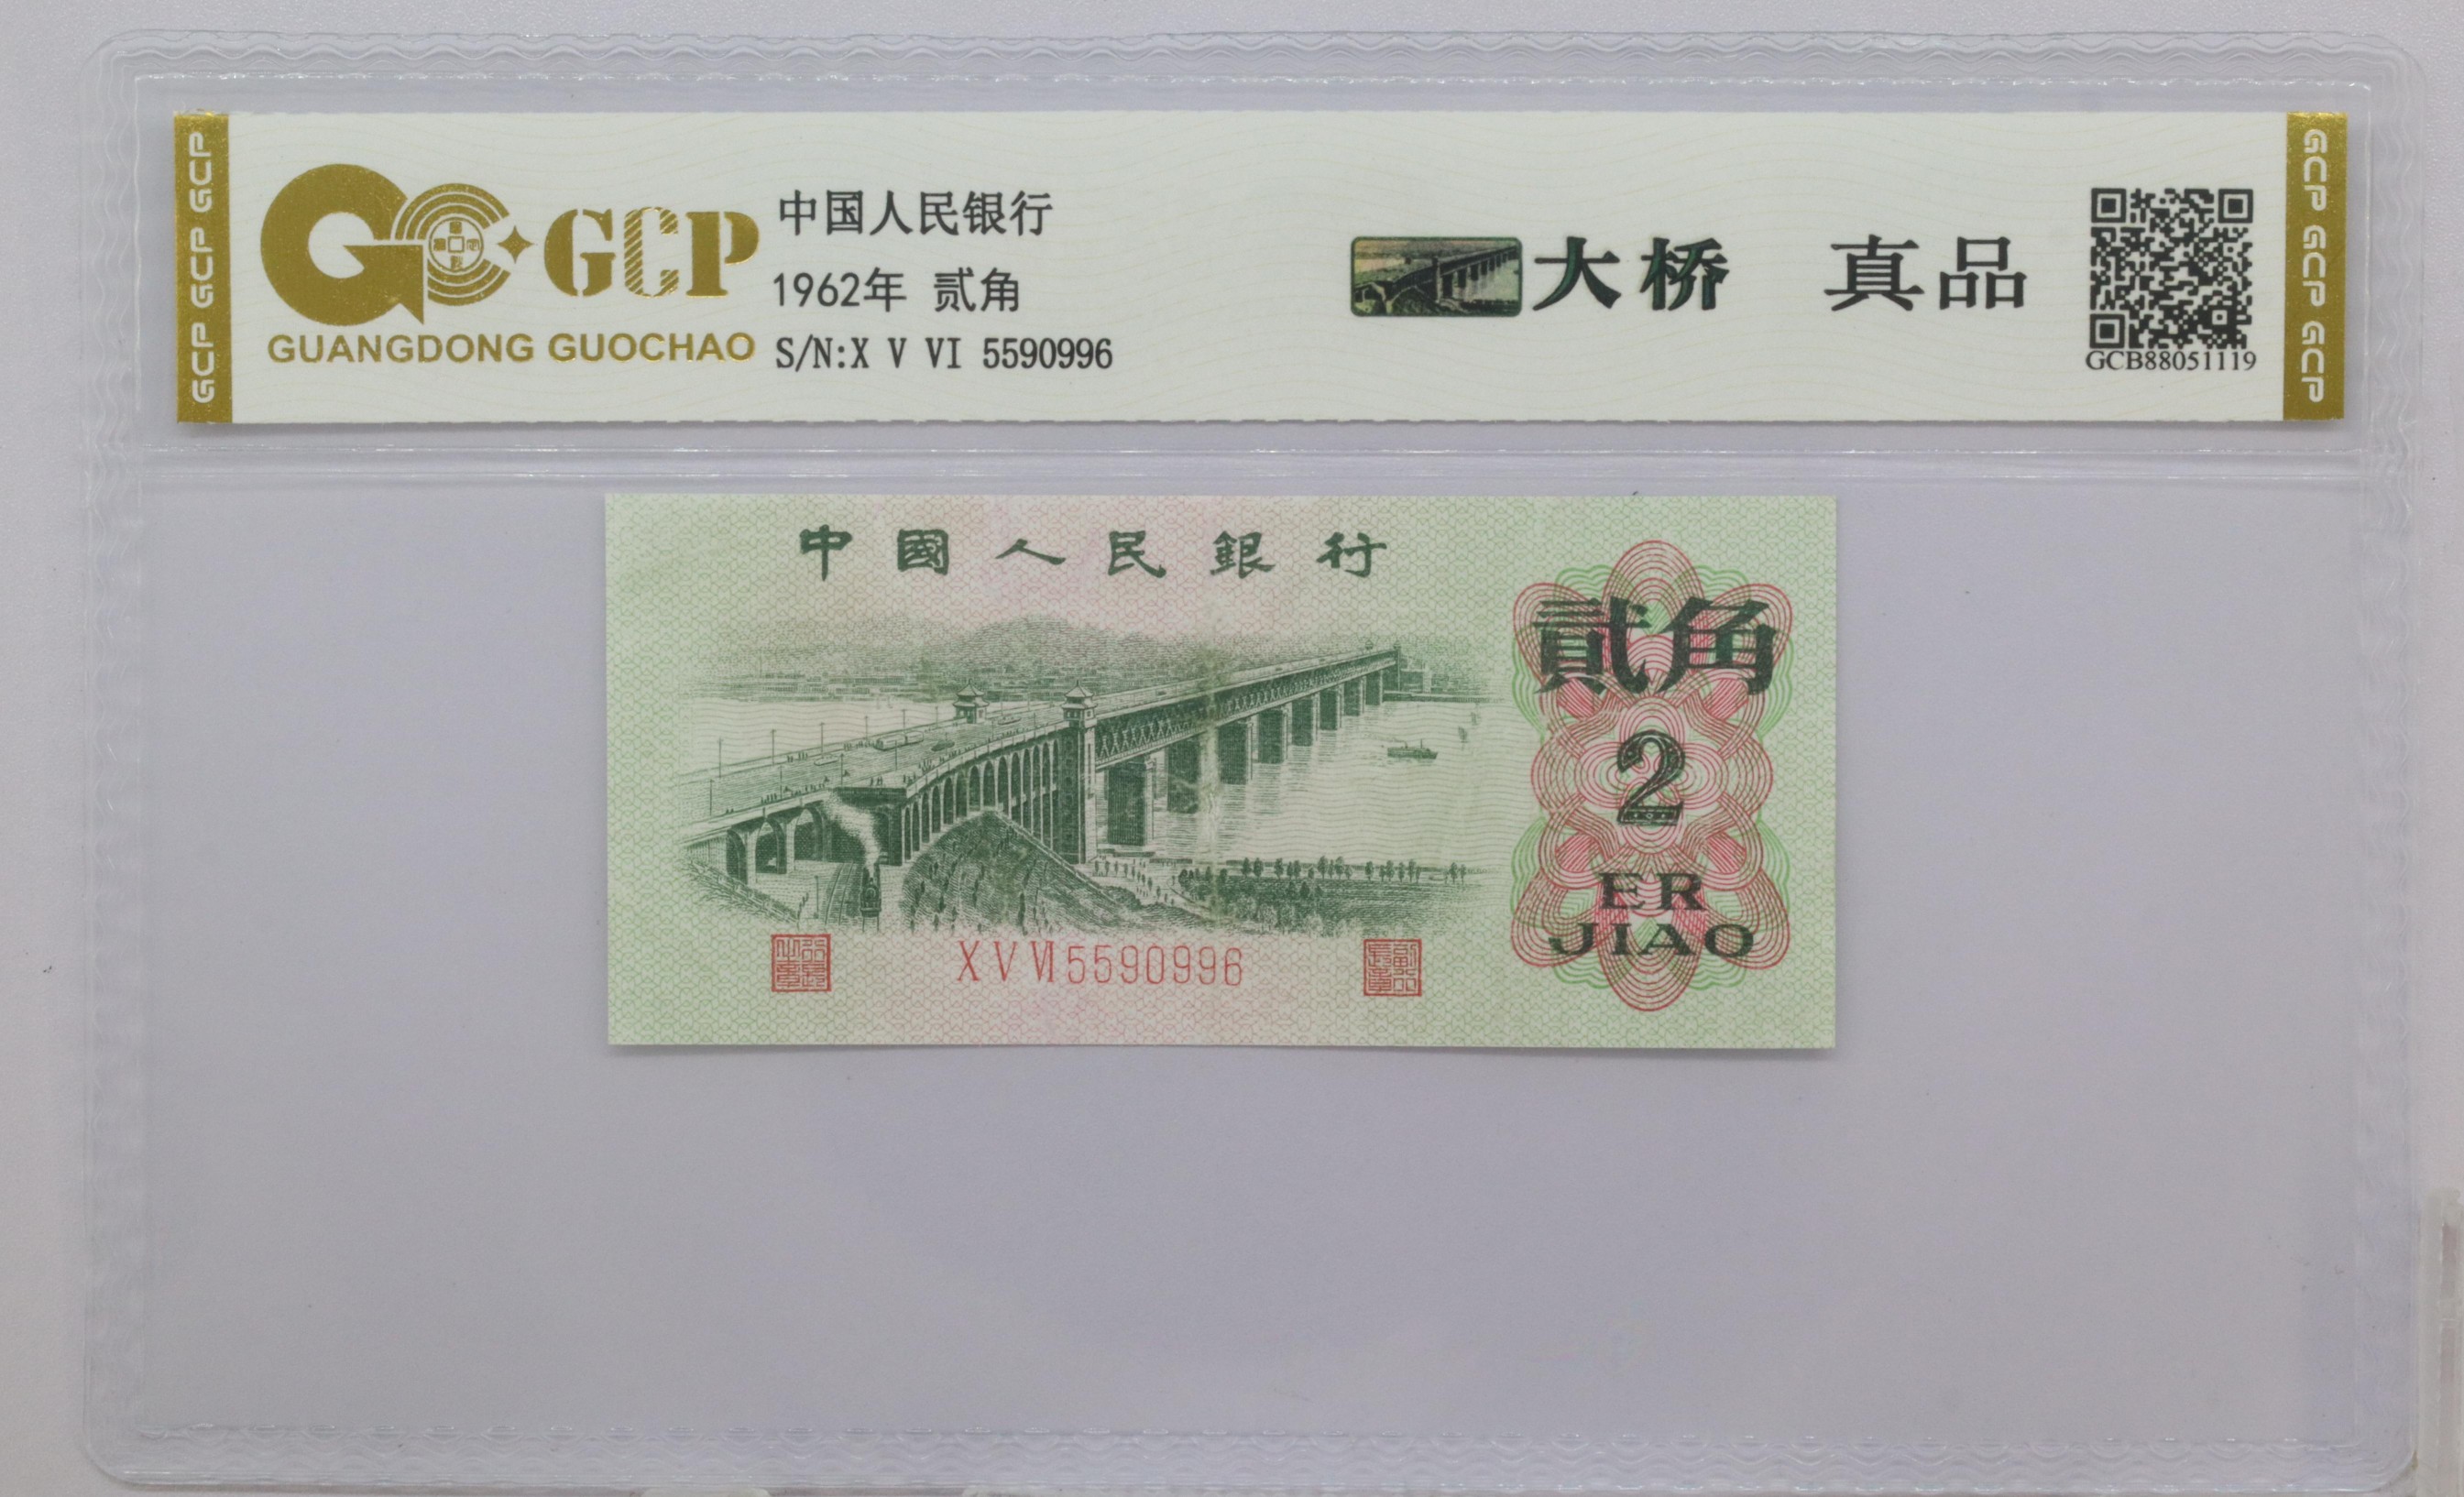 GCP GCP GCP
GCP
GUANGDONG GUOCHAO
中国人民银行
1962年 贰角
S/N:X V VI 5590996
大桥 真品
GCB88051119
GCP GCP GCP
中國人民銀行
貳角
2
ER
JIAO
X V VI 5590996